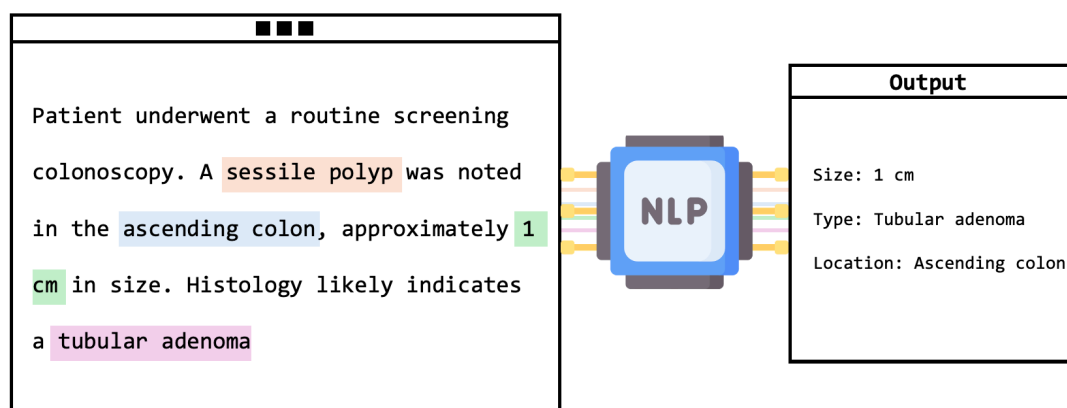 Patient underwent a routine screening
colonoscopy. A sessile polyp was noted
in the ascending colon, approximately 1
cm in size. Histology likely indicates
a tubular adenoma
NLP
Output
Size: 1 cm
Type: Tubular adenoma
Location: Ascending colon